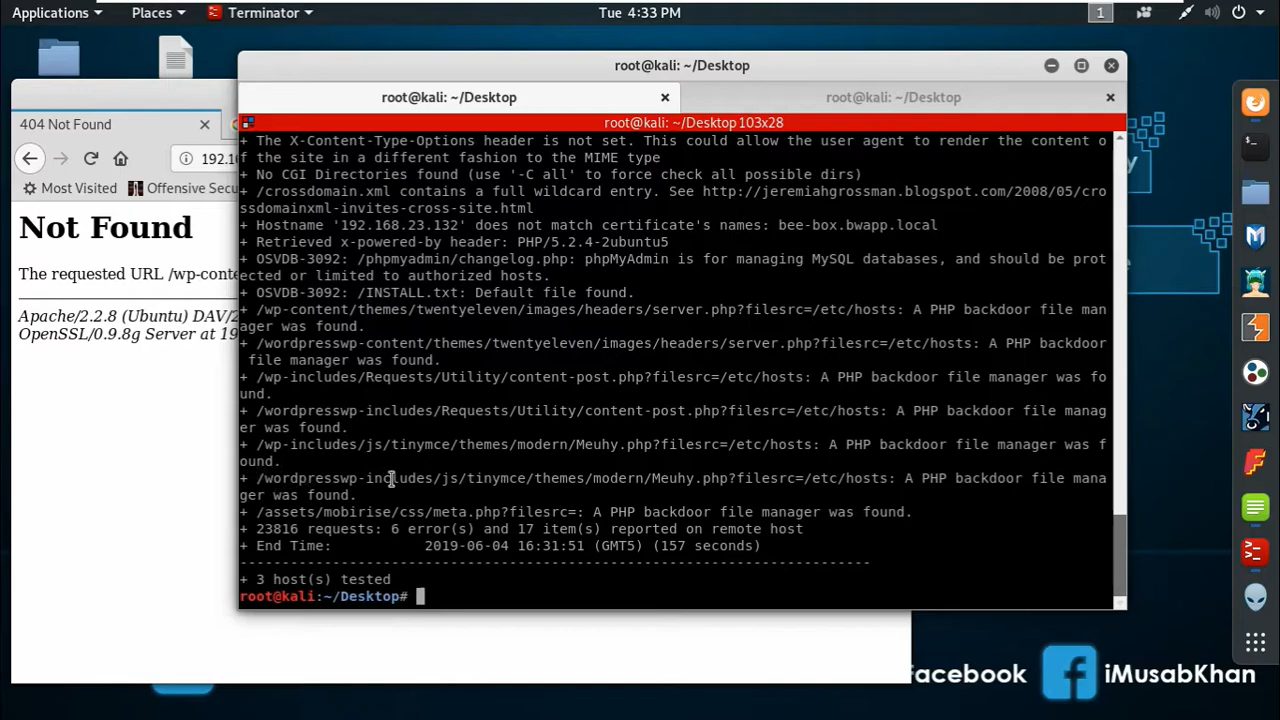 Applications
Places
Terminator
Tue 4:33 PM
1
root@kali: ~/Desktop
root@kali: ~/Desktop
root@kali: ~/Desktop
root@kali: ~/Desktop 103x28
404 Not Found
192.1
Most Visited
Offensive Secu
Not Found
The requested URL /wp-conte
Apache/2.2.8 (Ubuntu) DAV/2
OpenSSL/0.9.8g Server at 19
+ The X-Content-Type-Options header is not set. This could allow the user agent to render the content o
f the site in a different fashion to the MIME type
+ No CGI Directories found (use '-C all' to force check all possible dirs)
+ /crossdomain.xml contains a full wildcard entry. See http://jeremiahgrossman.blogspot.com/2008/05/cro
ssdomainxml-invites-cross-site.html
+ Hostname '192.168.23.132' does not match certificate's names: bee-box.bwapp.local
+ Retrieved x-powered-by header: PHP/5.2.4-2ubuntu5
+ OSVDB-3092: /phpmyadmin/changelog.php: phpMyAdmin is for managing MySQL databases, and should be prot
ected or limited to authorized hosts.
+ OSVDB-3092: /INSTALL.txt: Default file found.
+ /wp-content/themes/twentyeleven/images/headers/server.php?filesrc=/etc/hosts: A PHP backdoor file man
ager was found.
+ /wordpresswp-content/themes/twentyeleven/images/headers/server.php?filesrc=/etc/hosts: A PHP backdoor
file manager was found.
+ /wp-includes/Requests/Utility/content-post.php?filesrc=/etc/hosts: A PHP backdoor file manager was fo
und.
+ /wordpresswp-includes/Requests/Utility/content-post.php?filesrc=/etc/hosts: A PHP backdoor file manag
er was found.
+ /wp-includes/js/tinymce/themes/modern/Meuhy.php?filesrc=/etc/hosts: A PHP backdoor file manager was f
ound.
+ /wordpresswp-includes/js/tinymce/themes/modern/Meuhy.php?filesrc=/etc/hosts: A PHP backdoor file mana
ger was found.
+ /assets/mobirise/css/meta.php?filesrc=: A PHP backdoor file manager was found.
+ 23816 requests: 6 error(s) and 17 item(s) reported on remote host
+ End Time: 2019-06-04 16:31:51 (GMT5) (157 seconds)
---------------------------------------------------------------------------
+ 3 host(s) tested
root@kali:~/Desktop#
acebook
iMusabKhan